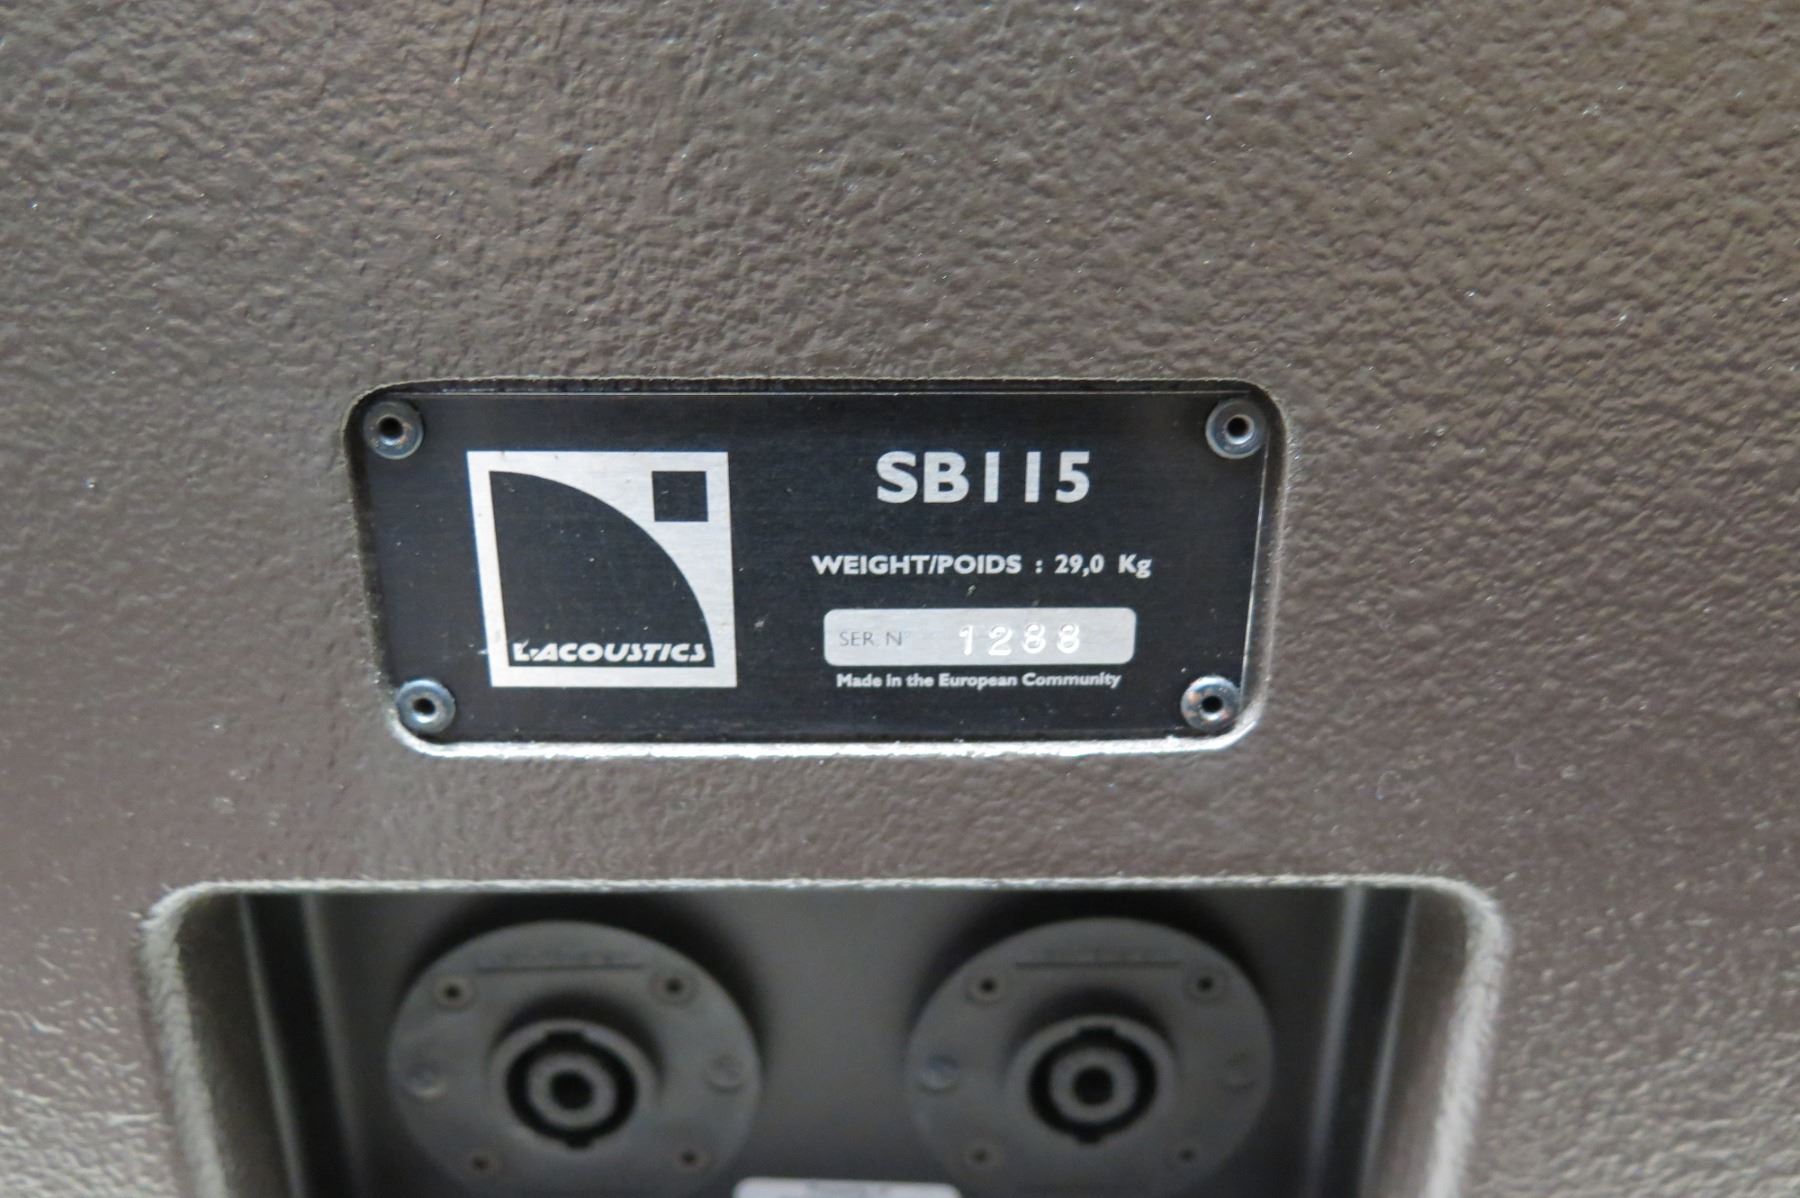 SB115
WEIGHT/POIDS : 29,0 Kg
L-ACOUSTICS
SER. N° 1288
Made in the European Community